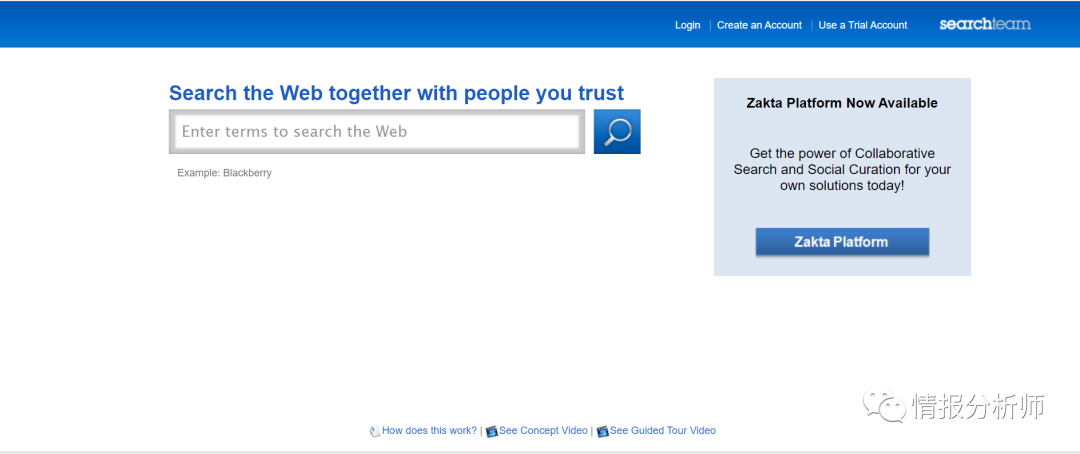 Login | Create an Account | Use a Trial Account searchteam
Search the Web together with people you trust
Enter terms to search the Web
Example: Blackberry
Zakta Platform Now Available
Get the power of Collaborative
Search and Social Curation for your
own solutions today!
Zakta Platform
情报分析师
How does this work? | See Concept Video | See Guided Tour Video